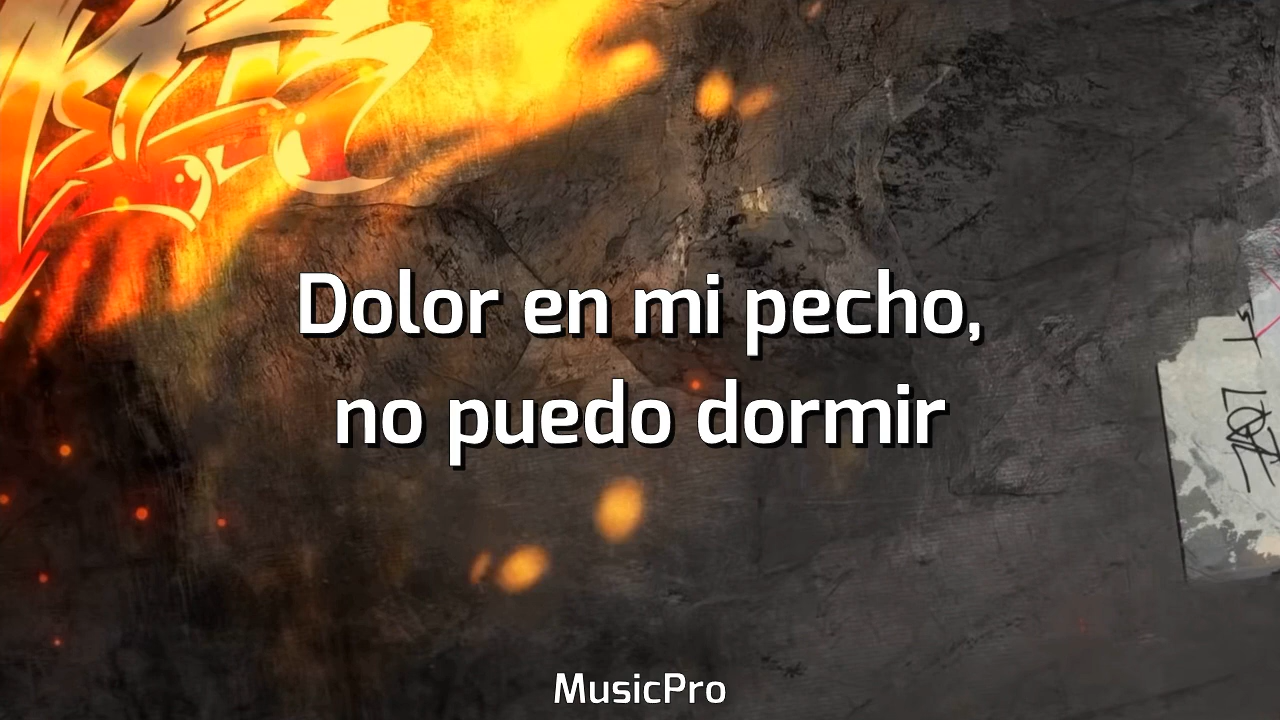 Dolor en mi pecho,
no puedo dormir
MusicPro